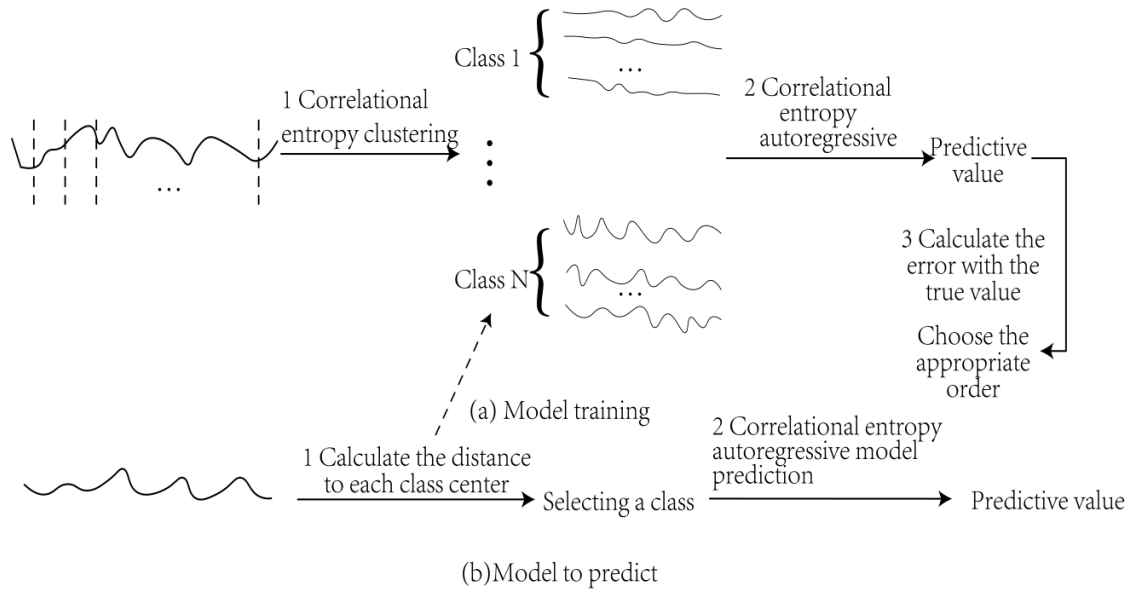 Class 1
1 Correlational
entropy clustering
...
...
2 Correlational
entropy
autoregressive
Predictive
value
Class N
...
3 Calculate the
error with the
true value
Choose the
appropriate
order
(a) Model training
1 Calculate the distance
to each class center
Selecting a class
2 Correlational entropy
autoregressive model
prediction
Predictive value
(b)Model to predict